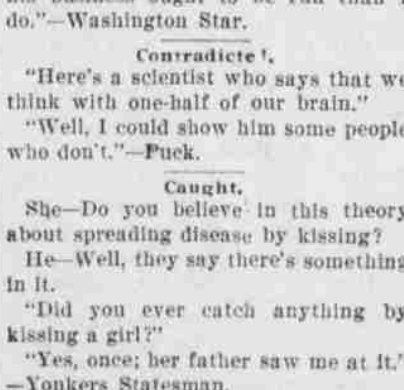 do."—Washington Star.
Contradicted.
"Here's a scientist who says that we
think with one-half of our brain."
"Well, I could show him some people
who don't."—Puck.
Caught.
She—Do you believe in this theory
about spreading disease by kissing?
He—Well, they say there's something
in it.
"Did you ever catch anything by
kissing a girl?"
"Yes, once; her father saw me at it."
—Yonkers Statesman.